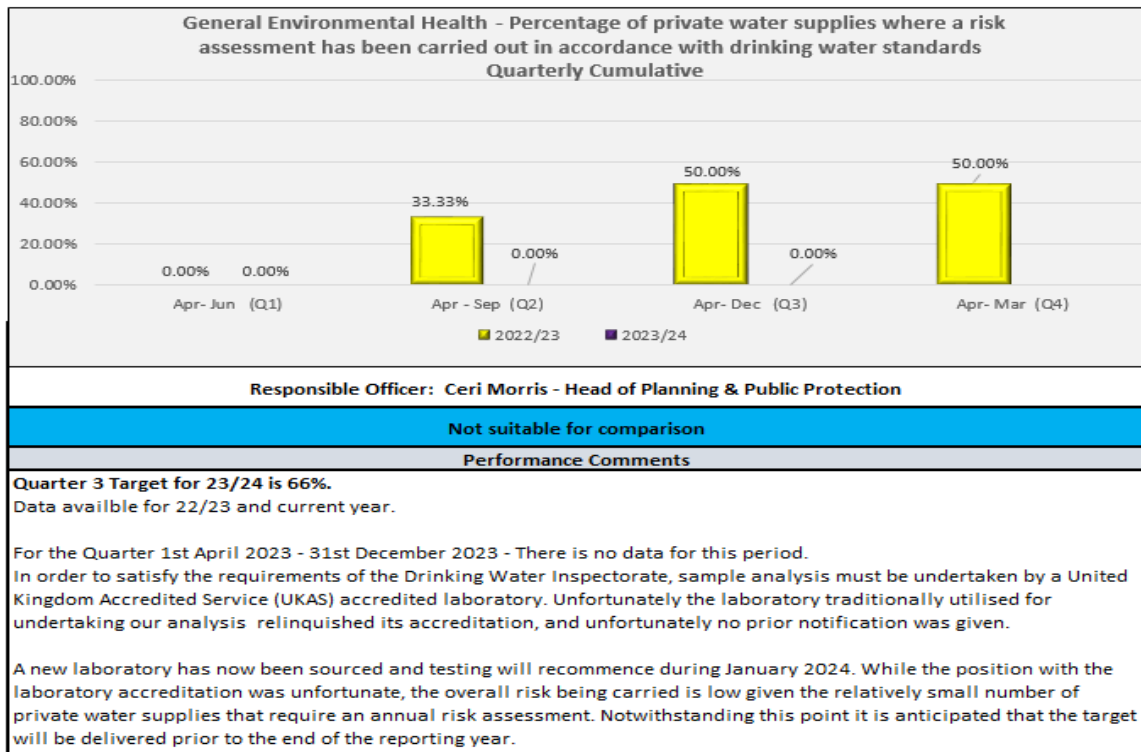 General Environmental Health - Percentage of private water supplies where a risk
assessment has been carried out in accordance with drinking water standards
Quarterly Cumulative
100.00%
80.00%
60.00%
40.00%
20.00%
0.00%
0.00% 0.00%
33.33%
0.00%
50.00%
0.00%
50.00%
Apr- Jun (Q1) Apr - Sep (Q2) Apr- Dec (Q3) Apr- Mar (Q4)
2022/23 2023/24
Responsible Officer: Ceri Morris - Head of Planning & Public Protection
Not suitable for comparison
Performance Comments
Quarter 3 Target for 23/24 is 66%.
Data availble for 22/23 and current year.
For the Quarter 1st April 2023 - 31st December 2023 - There is no data for this period.
In order to satisfy the requirements of the Drinking Water Inspectorate, sample analysis must be undertaken by a United
Kingdom Accredited Service (UKAS) accredited laboratory. Unfortunately the laboratory traditionally utilised for
undertaking our analysis relinquished its accreditation, and unfortunately no prior notification was given.
A new laboratory has now been sourced and testing will recommence during January 2024. While the position with the
laboratory accreditation was unfortunate, the overall risk being carried is low given the relatively small number of
private water supplies that require an annual risk assessment. Notwithstanding this point it is anticipated that the target
will be delivered prior to the end of the reporting year.